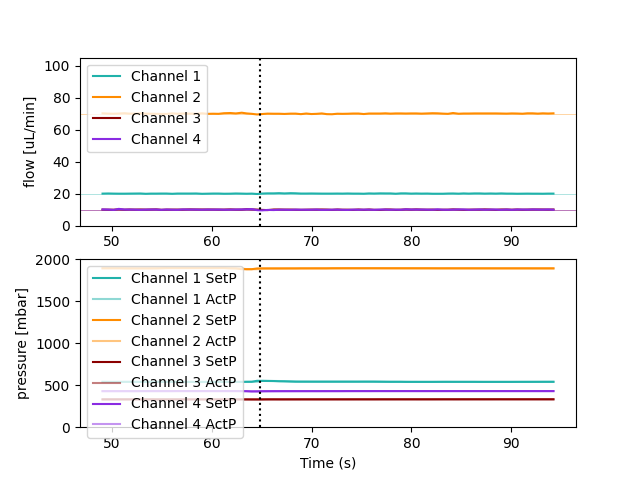 100
80
60
40
20
0
flow [uL/min]
Channel 1
Channel 2
Channel 3
Channel 4
50 60 70 80 90
2000
1500
1000
500
0
pressure [mbar]
Channel 1 SetP
Channel 1 ActP
Channel 2 SetP
Channel 2 ActP
Channel 3 SetP
Channel 3 ActP
Channel 4 SetP
Channel 4 ActP
50 60 70 80 90
Time (s)